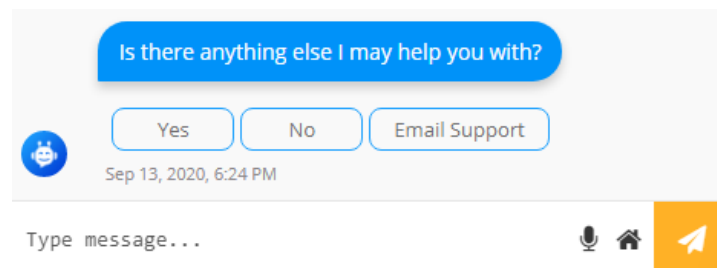 Is there anything else I may help you with?
Yes No Email Support
Sep 13, 2020, 6:24 PM
Type message...